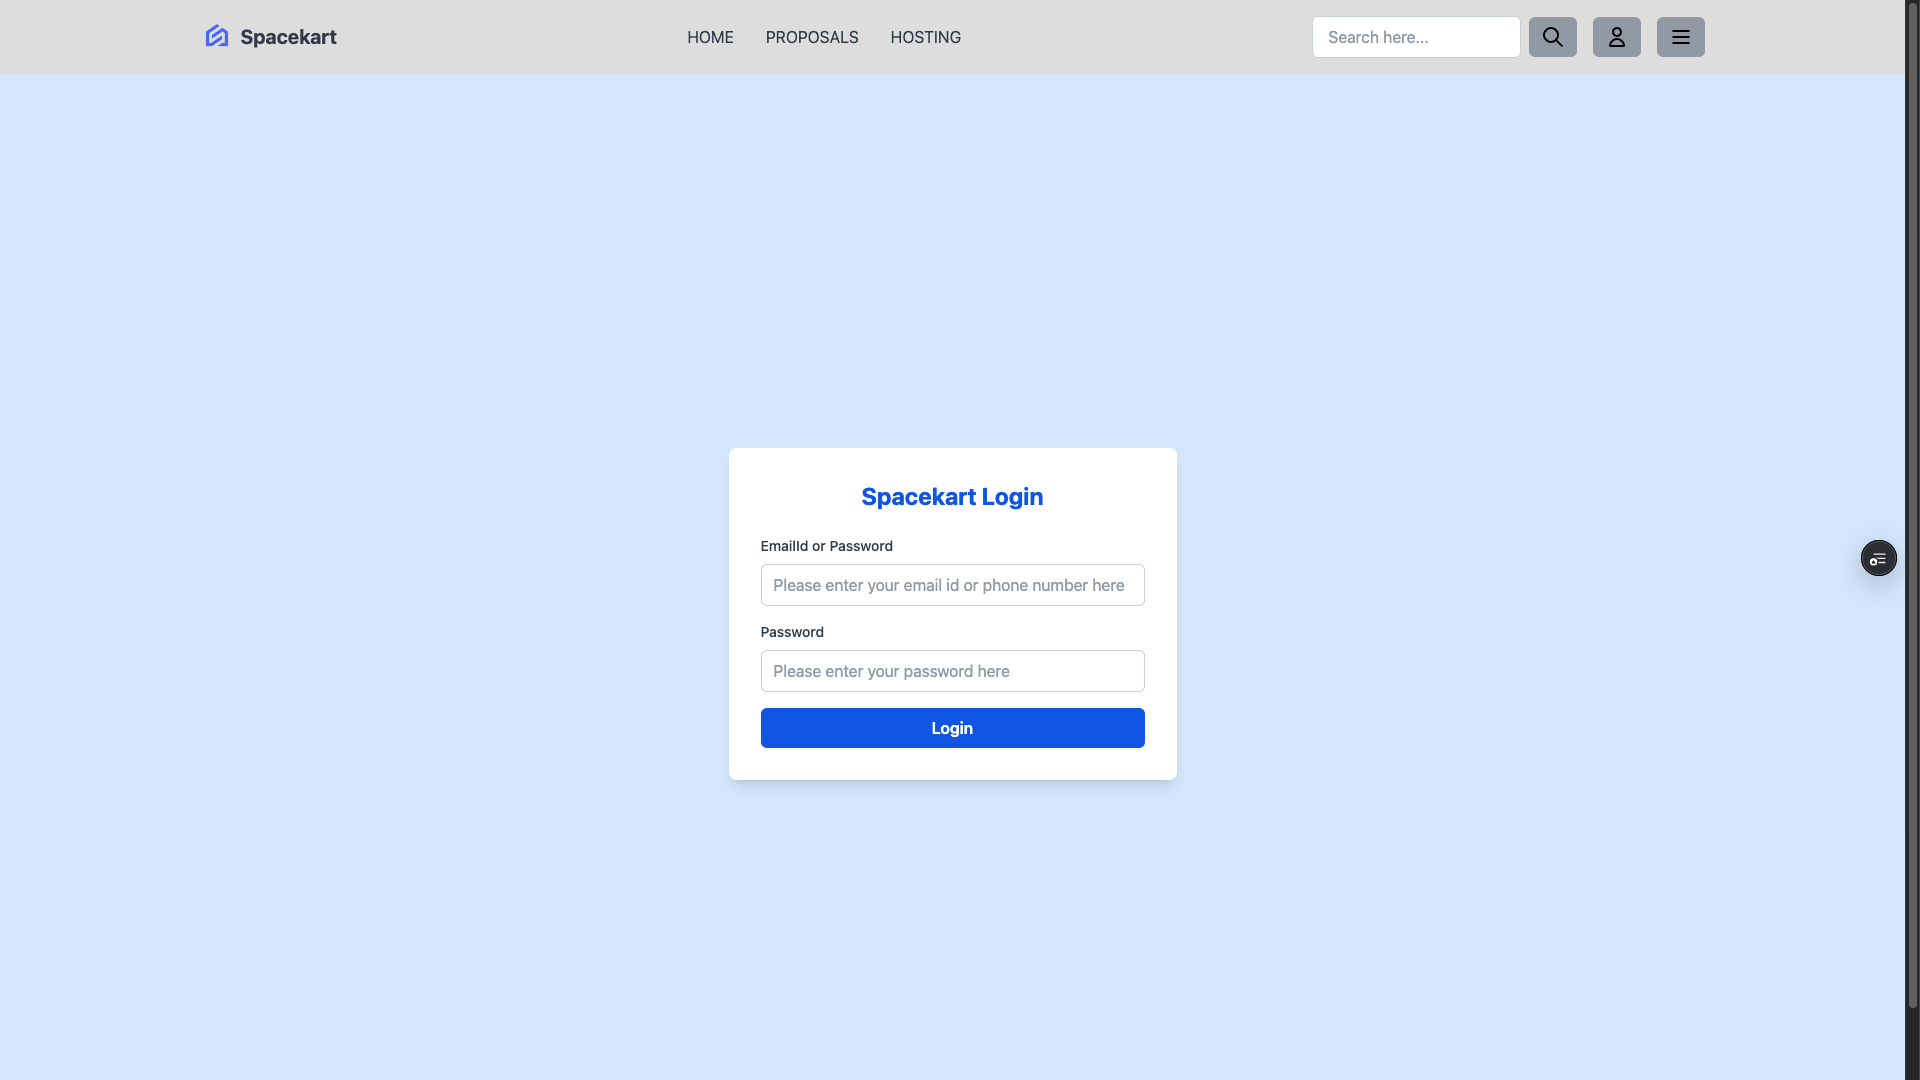 Spacekart
HOME PROPOSALS HOSTING
Search here...
Spacekart Login
EmailId or Password
Please enter your email id or phone number here
Password
Please enter your password here
Login